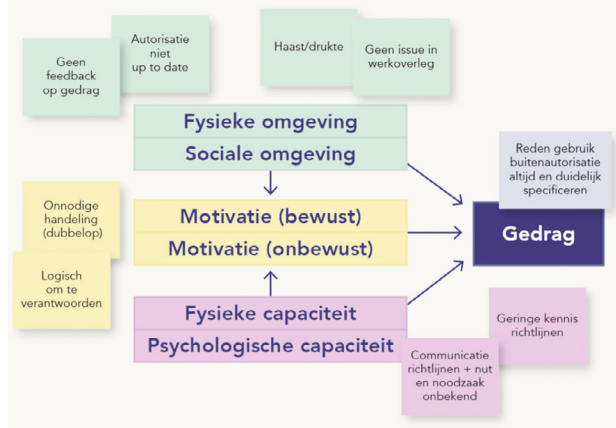 Geen
feedback
op gedrag
Autorisatie
niet
up to date
Haast/drukte
Geen issue in
werkoverleg
Fysieke omgeving
Sociale omgeving
Reden gebruik
buitenautorisatie
altijd en duidelijk
specificeren
Onnodige
handeling
(dubbelop)
Logisch
om te
verantwoorden
Motivatie (bewust)
Motivatie (onbewust)
Gedrag
Fysieke capaciteit
Psychologische capaciteit
Geringe kennis
richtlijnen
Communicatie
richtlijnen + nut
en noodzaak
onbekend